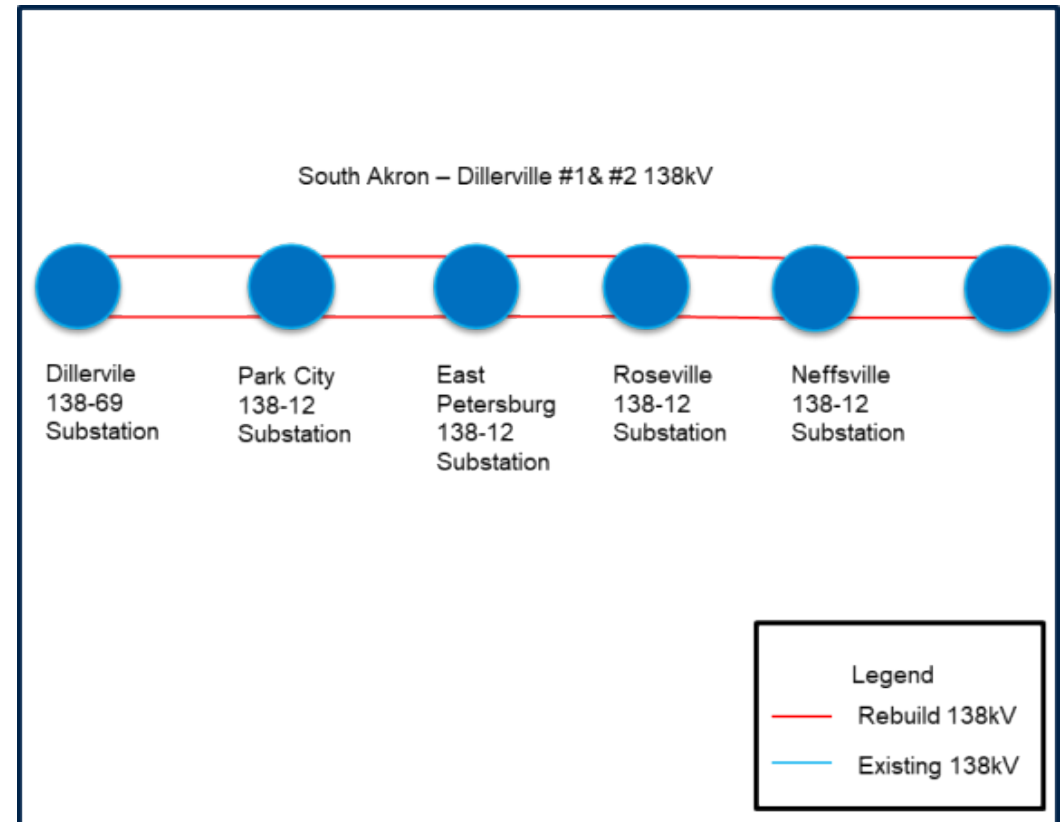 South Akron – Dillerville #1& #2 138kV
Dillervile
138-69
Substation
Park City
138-12
Substation
East
Petersburg
138-12
Substation
Roseville
138-12
Substation
Neffsville
138-12
Substation
Legend
Rebuild 138kV
Existing 138kV